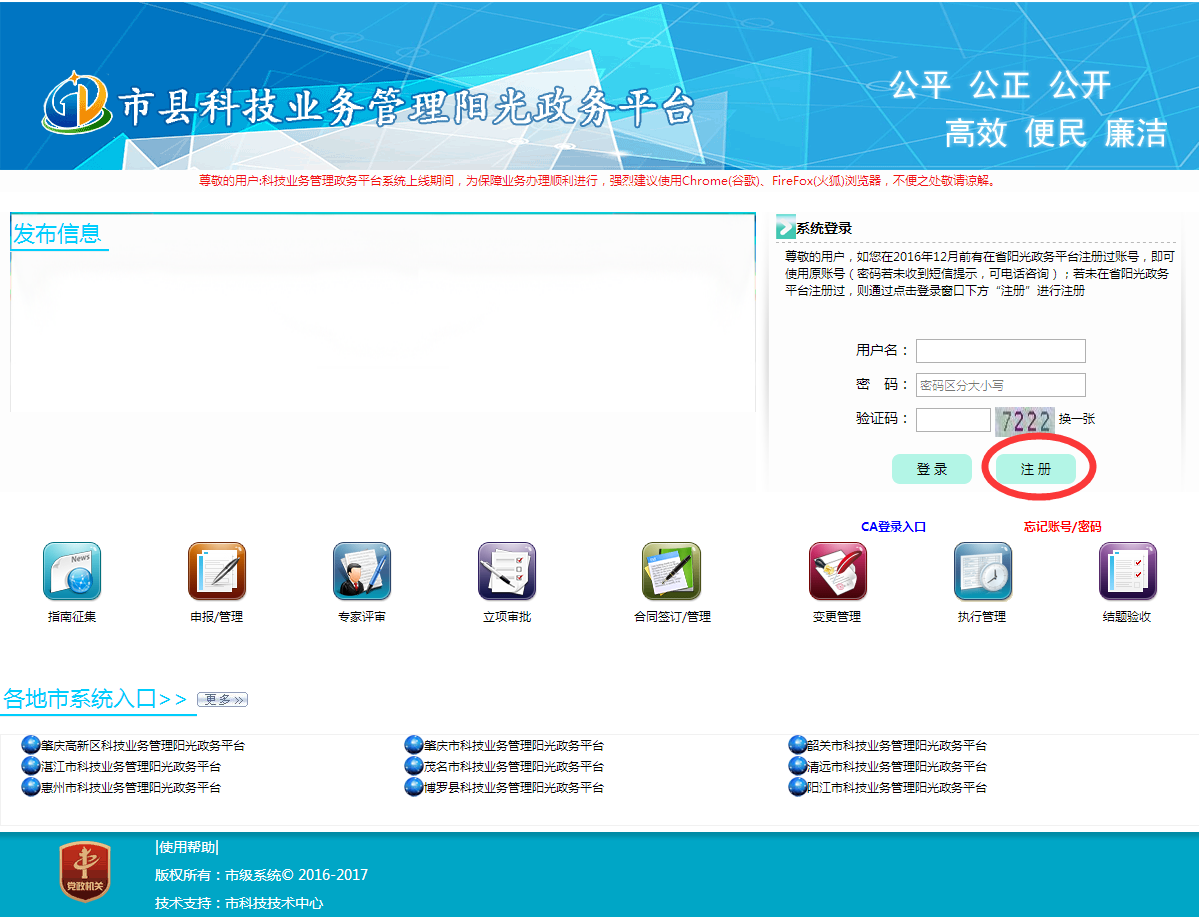 市县科技业务管理阳光政务平台
公平 公正 公开
高效 便民 廉洁
尊敬的用户:科技业务管理政务平台系统上线期间，为保障业务办理顺利进行，强烈建议使用Chrome(谷歌)、FireFox(火狐)浏览器，不便之处敬请谅解。
发布信息
系统登录
尊敬的用户，如您在2016年12月前有在省阳光政务平台注册过账号，即可
使用原账号（密码若未收到短信提示，可电话咨询）；若未在省阳光政务
平台注册过，则通过点击登录窗口下方“注册”进行注册
用户名：
密 码： 密码区分大小写
验证码： 7222 换一张
登 录 注 册
CA登录入口 忘记账号/密码
News
指南征集 申报/管理 专家评审 立项审批 合同签订/管理 变更管理 执行管理 结题验收
各地市系统入口>> 更多 »
肇庆高新区科技业务管理阳光政务平台 肇庆市科技业务管理阳光政务平台 韶关市科技业务管理阳光政务平台
湛江市科技业务管理阳光政务平台 茂名市科技业务管理阳光政务平台 清远市科技业务管理阳光政务平台
惠州市科技业务管理阳光政务平台 博罗县科技业务管理阳光政务平台 阳江市科技业务管理阳光政务平台
党政机关
|使用帮助|
版权所有：市级系统© 2016-2017
技术支持：市科技技术中心